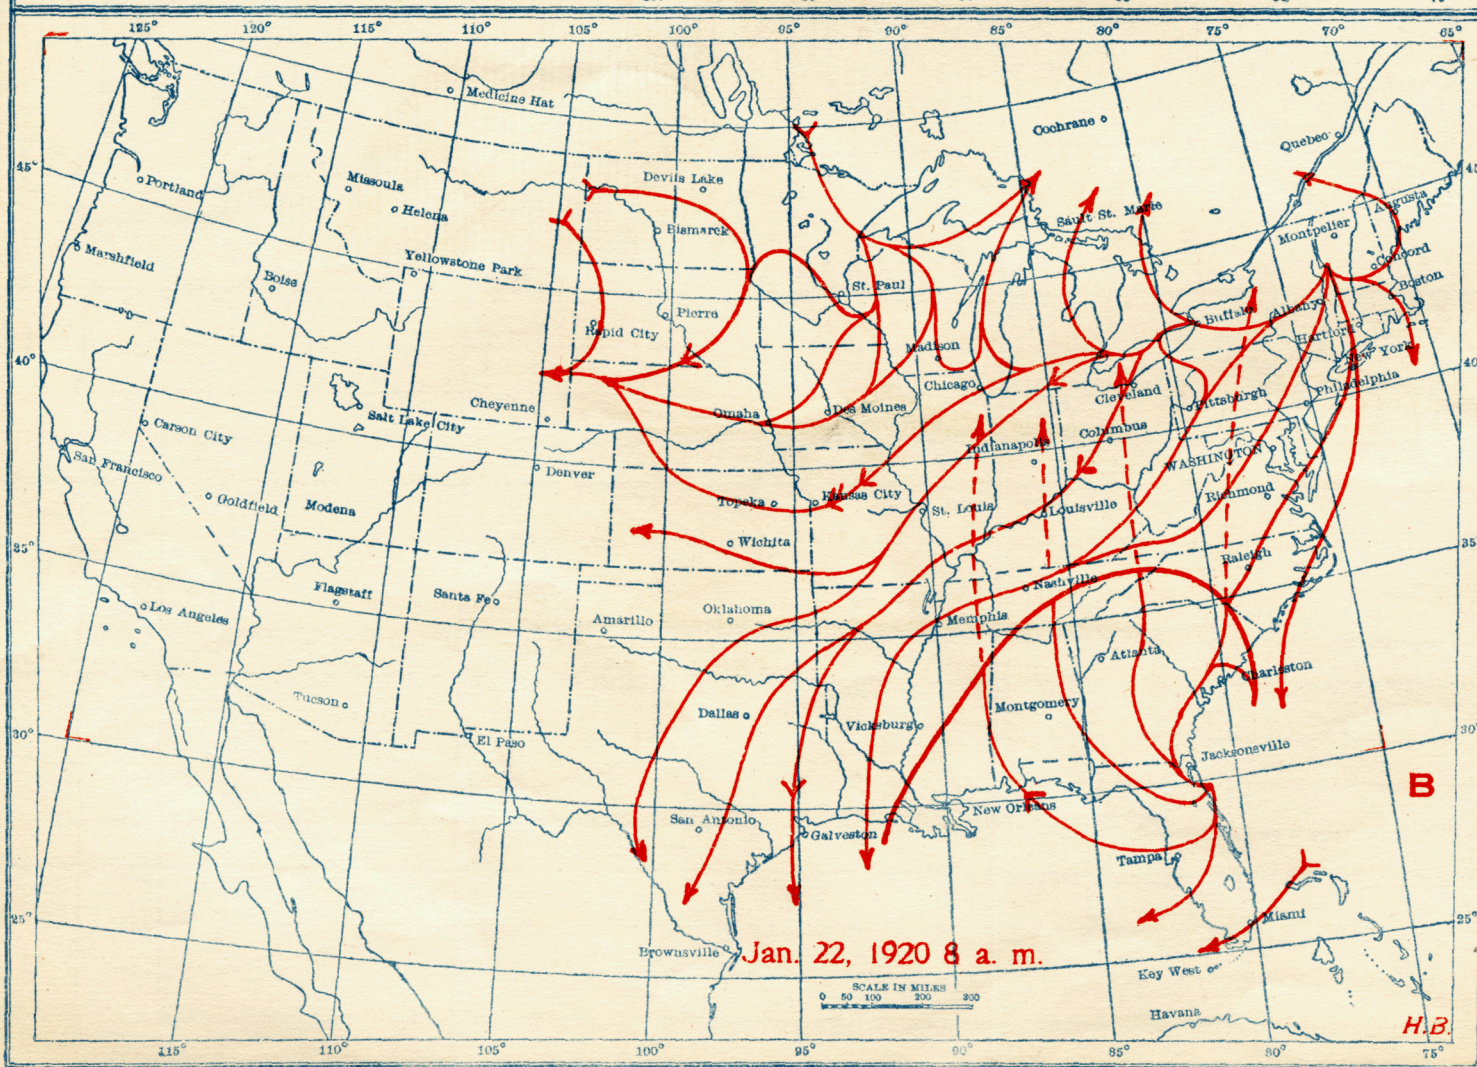 125° 120° 115° 110° 105° 100° 95° 90° 85° 80° 75° 70° 65°
Medicine Hat
Cochrane
Quebec
45°
45°
Portland
Missoula
Devils Lake
Helena
Sault St. Marie
Augusta
Bismarck
Montpelier
Marshfield
Yellowstone Park
Concord
Boise
St. Paul
Boston
Pierre
Buffalo
Albany
Rapid City
Hartford
Madison
New York
40°
40°
Chicago
Philadelphia
Cheyenne
Omaha
Des Moines
Cleveland
Pittsburgh
Salt Lake City
Carson City
Columbus
Indianapolis
San Francisco
Denver
WASHINGTON
Goldfield
Topeka
Kansas City
Richmond
Modena
St. Louis
Louisville
Wichita
35°
35°
Raleigh
Flagstaff
Santa Fe
Nashville
Los Angeles
Oklahoma
Amarillo
Memphis
Atlanta
Charleston
Tucson
Dallas
Vicksburg
Montgomery
30°
30°
El Paso
Jacksonville
B
San Antonio
Galveston
New Orleans
Tampa
25°
25°
Miami
Brownsville
Jan. 22, 1920 8 a. m.
Key West
SCALE IN MILES
0 50 100 200 300
Havana
H.B.
115° 110° 105° 100° 95° 90° 85° 80° 75°